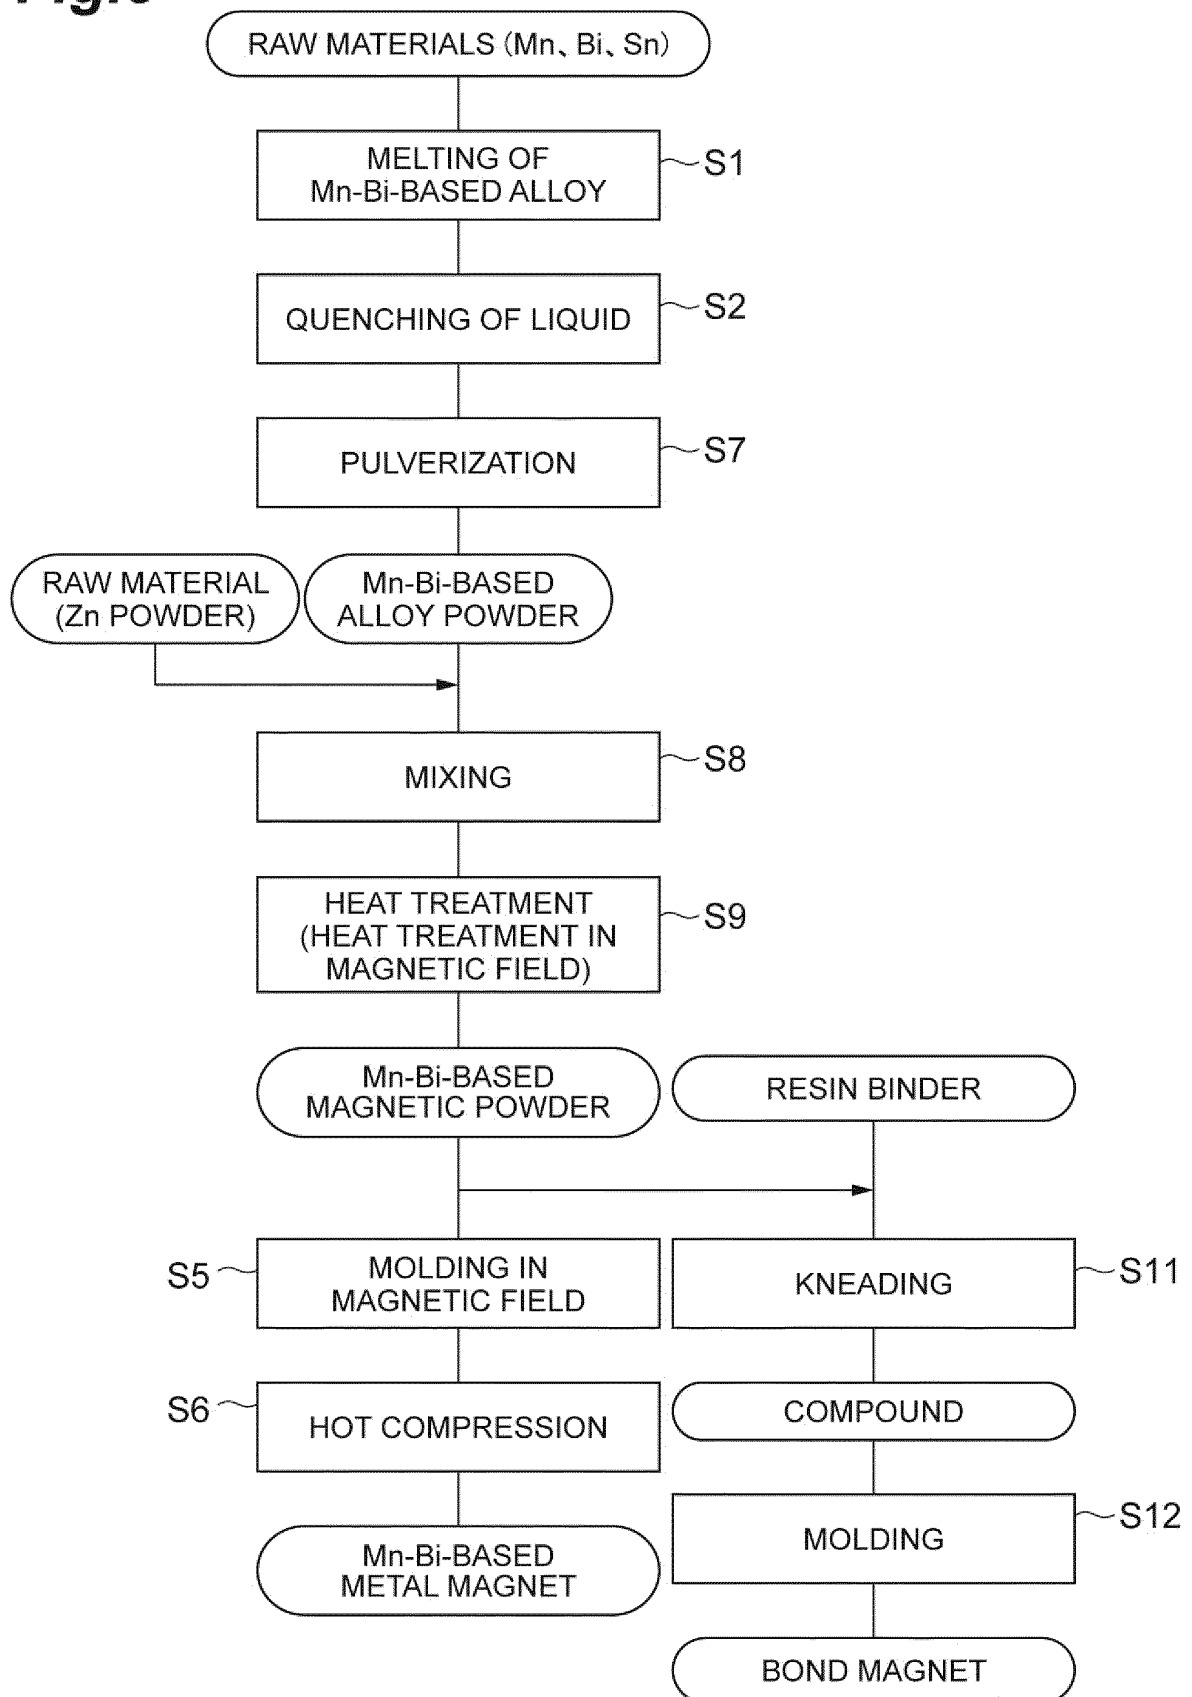 RAW MATERIALS (Mn、Bi、Sn)
MELTING OF
Mn-Bi-BASED ALLOY
S1
QUENCHING OF LIQUID
S2
PULVERIZATION
S7
RAW MATERIAL
(Zn POWDER)
Mn-Bi-BASED
ALLOY POWDER
MIXING
S8
HEAT TREATMENT
(HEAT TREATMENT IN
MAGNETIC FIELD)
S9
Mn-Bi-BASED
MAGNETIC POWDER
RESIN BINDER
S5
MOLDING IN
MAGNETIC FIELD
KNEADING
S11
S6
HOT COMPRESSION
COMPOUND
MOLDING
S12
Mn-Bi-BASED
METAL MAGNET
BOND MAGNET